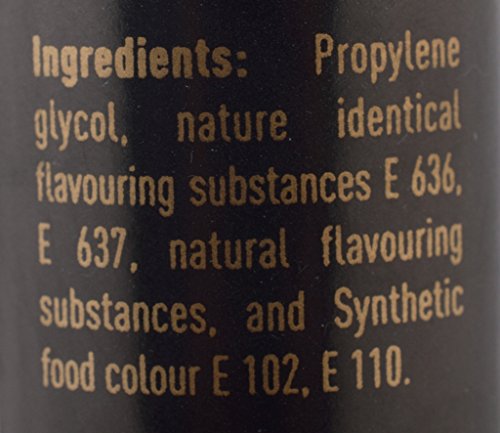 Ingredients: Propylene
glycol, nature identical
flavouring substances E 636,
E 637, natural flavouring
substances, and Synthetic
food colour E 102, E 110.